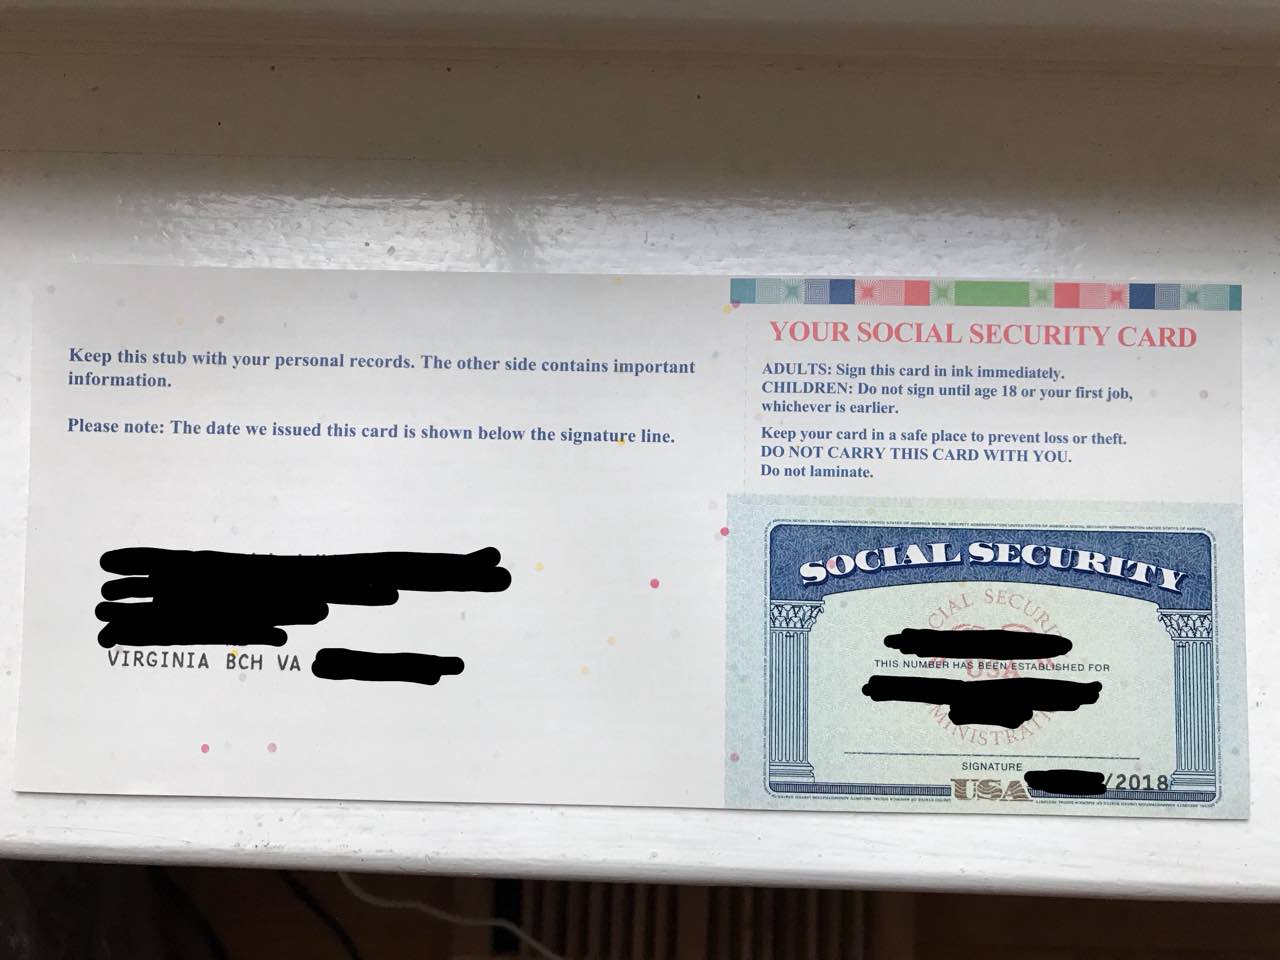 Keep this stub with your personal records. The other side contains important
information.
Please note: The date we issued this card is shown below the signature line.
VIRGINIA BCH VA
YOUR SOCIAL SECURITY CARD
ADULTS: Sign this card in ink immediately.
CHILDREN: Do not sign until age 18 or your first job,
whichever is earlier.
Keep your card in a safe place to prevent loss or theft.
DO NOT CARRY THIS CARD WITH YOU.
Do not laminate.
SOCIAL SECURITY
THIS NUMBER HAS BEEN ESTABLISHED FOR
USA
SIGNATURE
USA
/2018